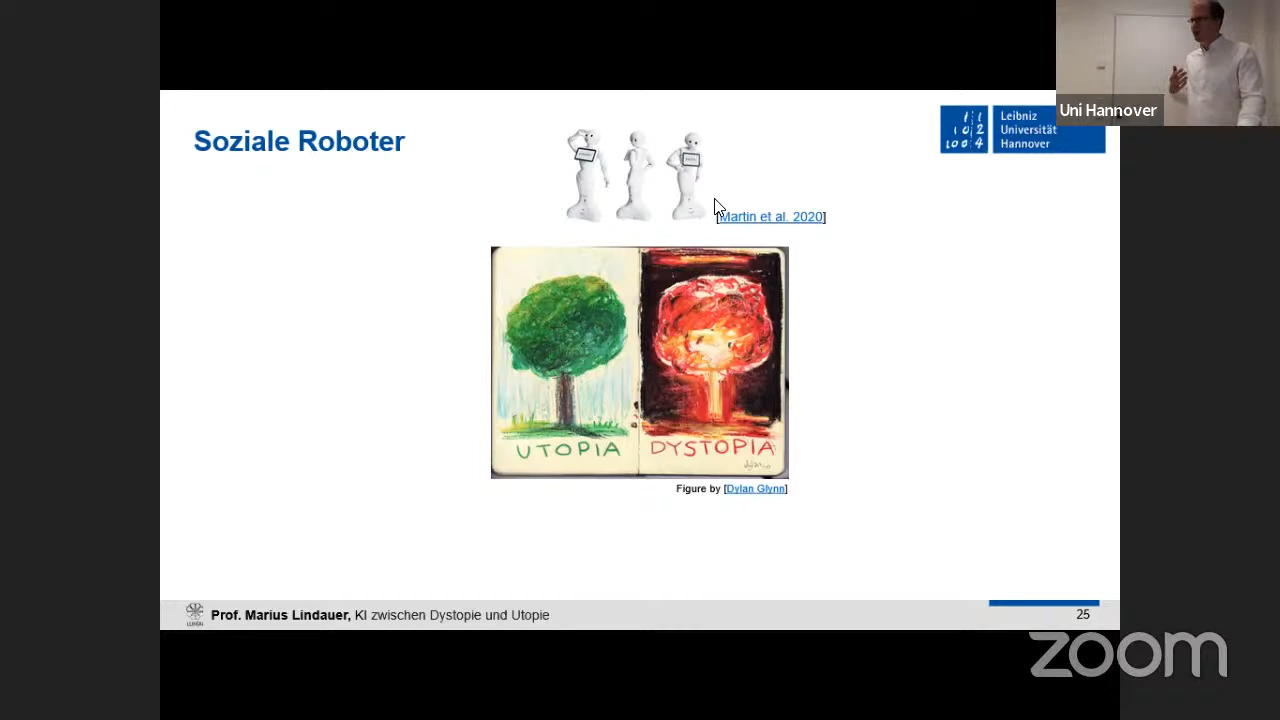 Uni Hannover
Soziale Roboter
Leibniz
Universität
Hannover
[Martin et al. 2020]
UTOPIA
DYSTOPIA
Figure by [Dylan Glynn]
Prof. Marius Lindauer, KI zwischen Dystopie und Utopie
25
zoom